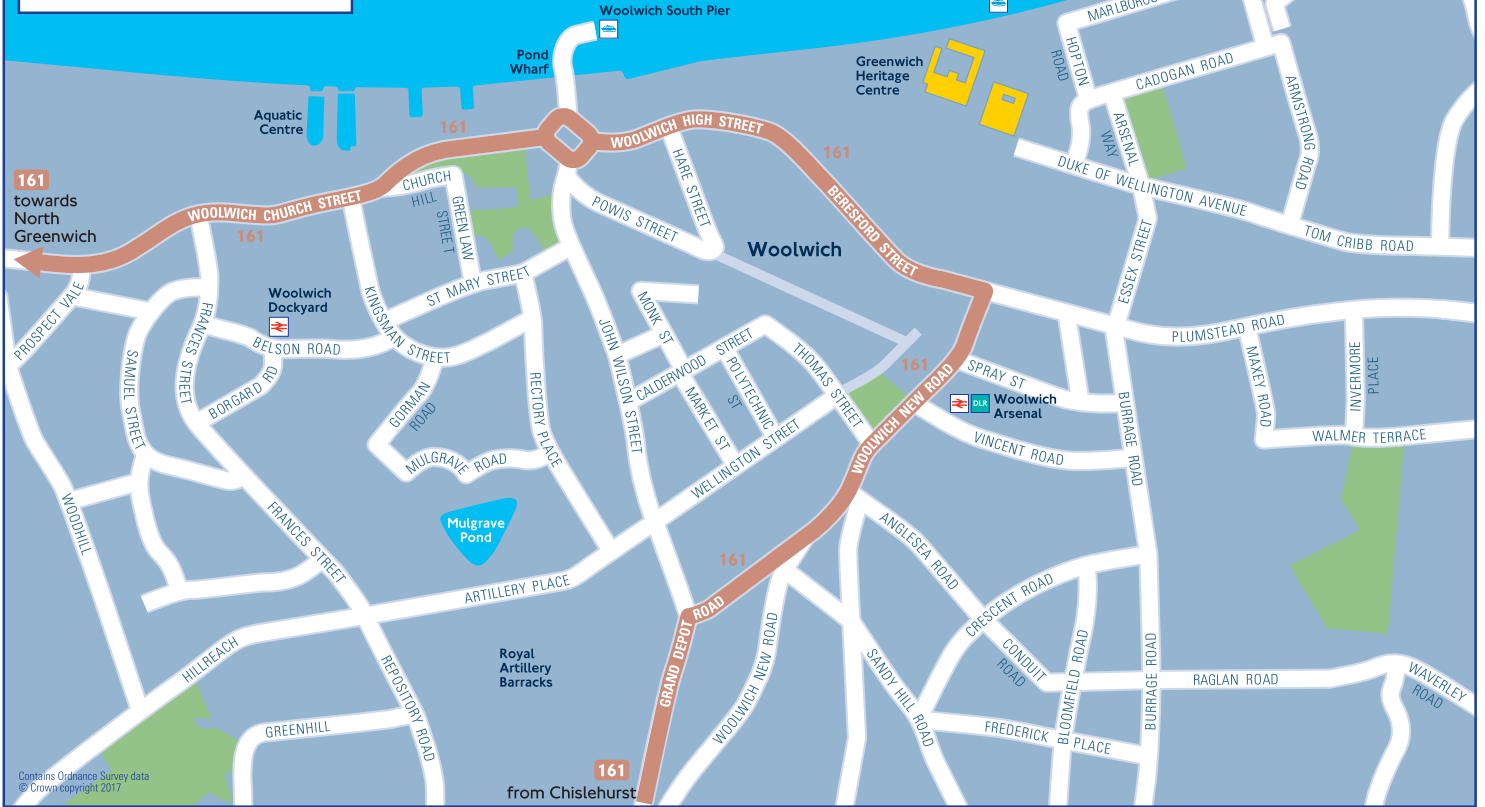 Woolwich South Pier
Pond
Wharf
Greenwich
Heritage
Centre
HOPTON
ROAD
CADOGAN ROAD
ARMSTRONG ROAD
ARSENAL
WAY
Aquatic
Centre
161
WOOLWICH HIGH STREET
161
DUKE OF WELLINGTON AVENUE
161
towards
North
Greenwich
WOOLWICH CHURCH STREET
161
CHURCH
HILL
GREEN LAW
STREET
HARE STREET
POWIS STREET
Woolwich
BERESFORD STREET
ESSEX STREET
TOM CRIBB ROAD
ST MARY STREET
PROSPECT VALE
Woolwich
Dockyard
KINGSMAN STREET
FRANCES STREET
BELSON ROAD
BORGARD RD
SAMUEL STREET
GORMAN
ROAD
MULGRAVE ROAD
RECTORY PLACE
JOHN WILSON STREET
MONK ST
CALDERWOOD STREET
MARKET ST
POLYTECHNIC
ST
THOMAS STREET
WELLINGTON STREET
161
WOOLWICH NEW ROAD
SPRAY ST
DLR
Woolwich
Arsenal
VINCENT ROAD
BURRAGE ROAD
PLUMSTEAD ROAD
MAXEY ROAD
INVERMORE
PLACE
WALMER TERRACE
WOODHILL
Mulgrave
Pond
FRANCES STREET
ARTILLERY PLACE
161
ANGLESEA ROAD
CRESCENT ROAD
HILLREACH
Royal
Artillery
Barracks
REPOSITORY ROAD
GREENHILL
GRAND DEPOT ROAD
WOOLWICH NEW ROAD
SANDY HILL ROAD
CONDUIT
ROAD
BLOOMFIELD ROAD
BURRAGE ROAD
RAGLAN ROAD
WAVERLEY
ROAD
FREDERICK PLACE
161
from Chislehurst
Contains Ordnance Survey data
© Crown copyright 2017